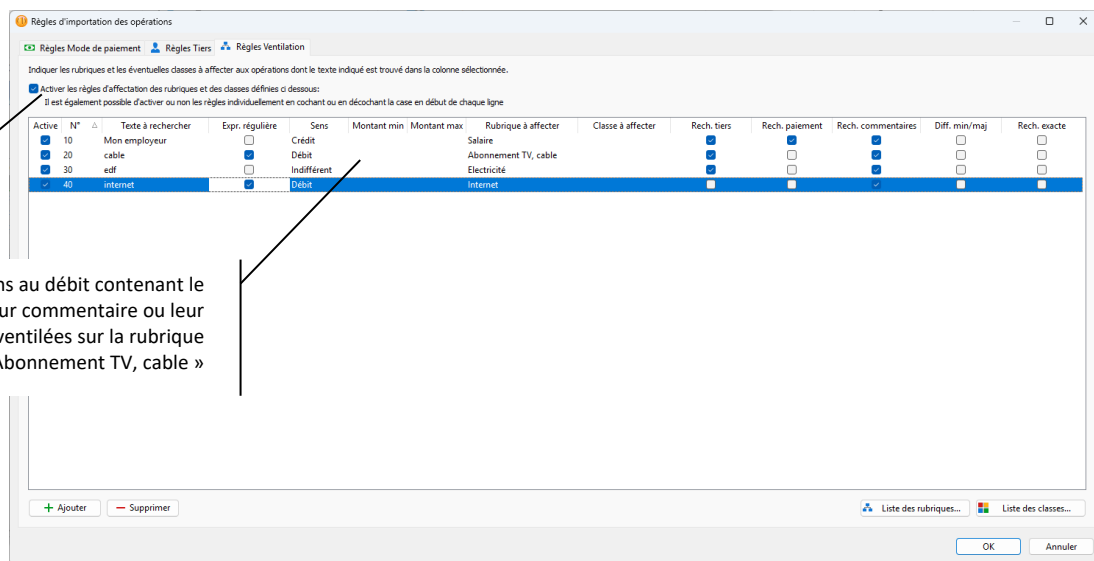 Règles d'importation des opérations
Règles Mode de paiement Règles Tiers Règles Ventilation
Indiquer les rubriques et les éventuelles classes à affecter aux opérations dont le texte indiqué est trouvé dans la colonne sélectionnée.
Activer les règles d'affectation des rubriques et des classes définies ci dessous:
Il est également possible d'activer ou non les règles individuellement en cochant ou en décochant la case en début de chaque ligne
Active N° Texte à rechercher Expr. régulière Sens Montant min Montant max Rubrique à affecter Classe à affecter Rech. tiers Rech. paiement Rech. commentaires Diff. min/maj Rech. exacte
10 Mon employeur Crédit Salaire
20 cable Débit Abonnement TV, cable
30 edf Indifférent Electricité
40 internet Débit Internet
ns au débit contenant le
ur commentaire ou leur
ventilées sur la rubrique
Abonnement TV, cable »
Ajouter Supprimer Liste des rubriques... Liste des classes...
OK Annuler